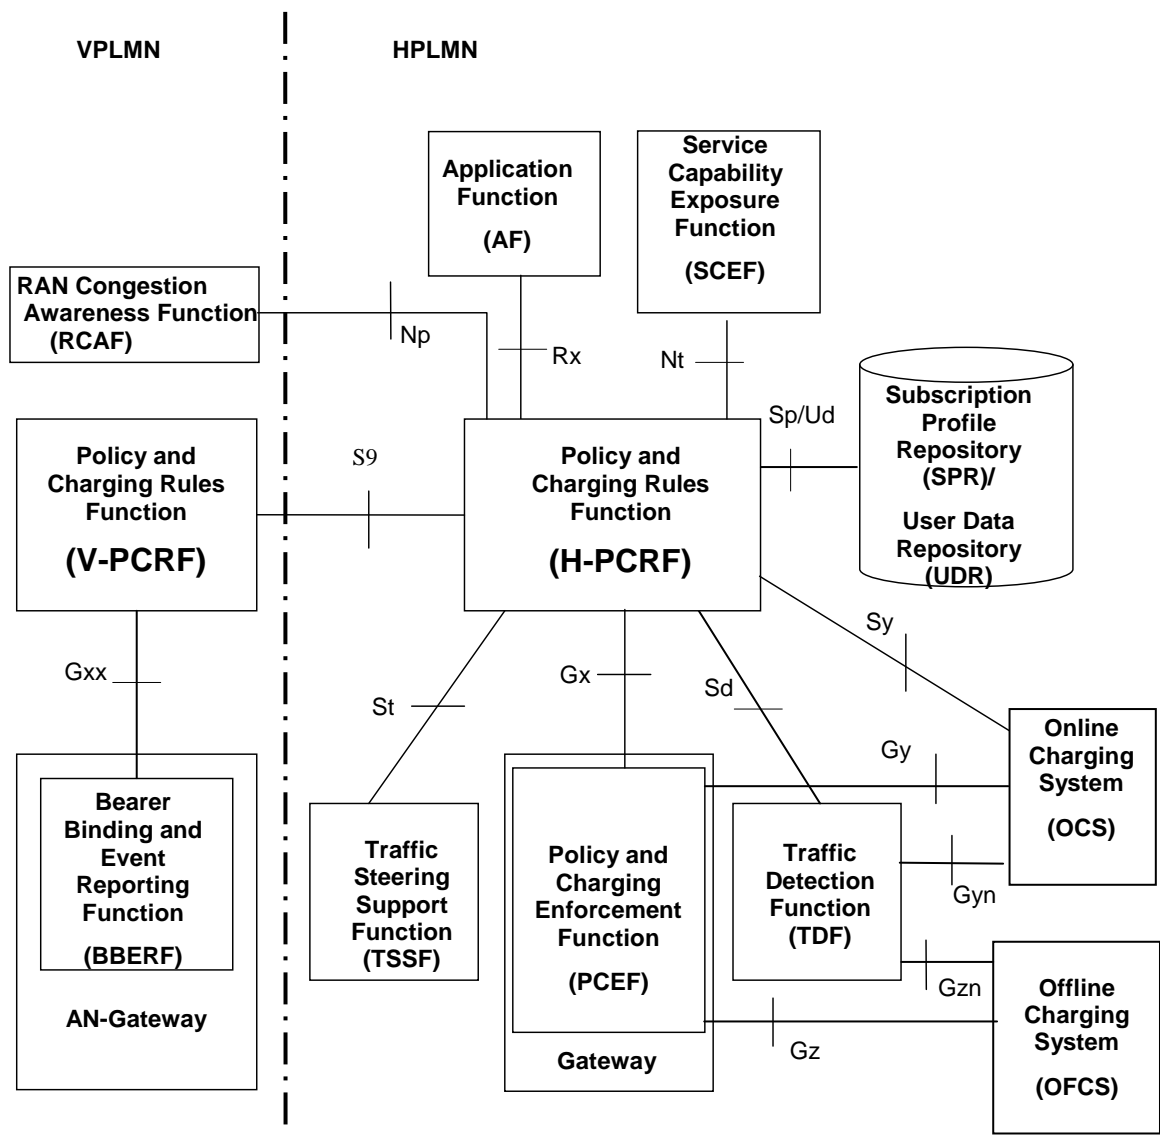 VPLMN
HPLMN
Application
Function
(AF)
Service
Capability
Exposure
Function
(SCEF)
RAN Congestion
Awareness Function
(RCAF)
Np
Rx
Nt
Sp/Ud
Subscription
Profile
Repository
(SPR)/
User Data
Repository
(UDR)
Policy and
Charging Rules
Function
(V-PCRF)
S9
Policy and
Charging Rules
Function
(H-PCRF)
Gxx
St
Gx
Sd
Sy
Gy
Online
Charging
System
(OCS)
Bearer
Binding and
Event
Reporting
Function
(BBERF)
AN-Gateway
Traffic
Steering
Support
Function
(TSSF)
Policy and
Charging
Enforcement
Function
(PCEF)
Gateway
Traffic
Detection
Function
(TDF)
Gyn
Gzn
Gz
Offline
Charging
System
(OFCS)